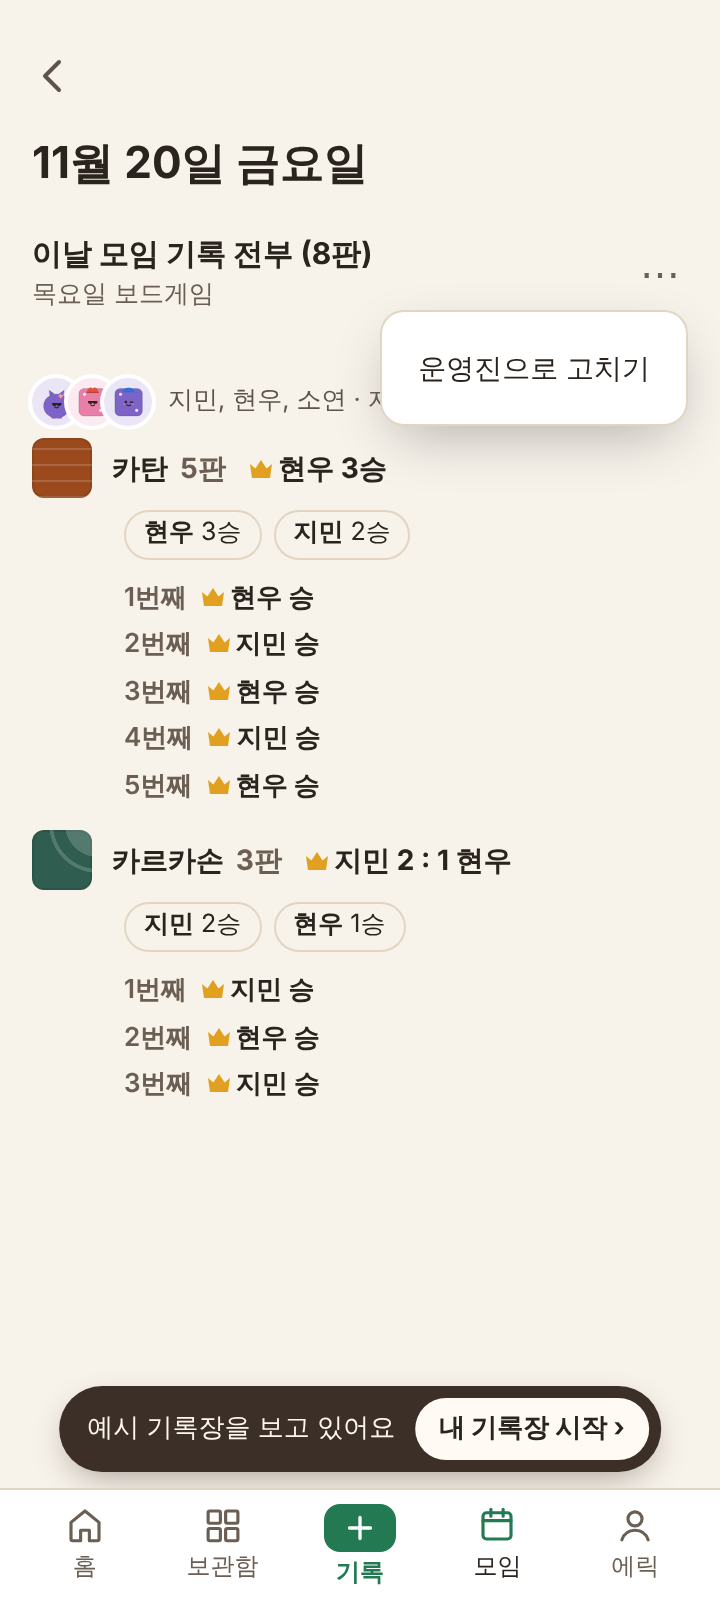 11월 20일 금요일
이날 모임 기록 전부 (8판)
목요일 보드게임
…
운영진으로 고치기
지민, 현우, 소연 ·
카탄 5판 현우 3승
현우 3승 지민 2승
1번째 현우 승
2번째 지민 승
3번째 현우 승
4번째 지민 승
5번째 현우 승
카르카손 3판 지민 2 : 1 현우
지민 2승 현우 1승
1번째 지민 승
2번째 현우 승
3번째 지민 승
예시 기록장을 보고 있어요 내 기록장 시작 ›
홈 보관함 기록 모임 에릭